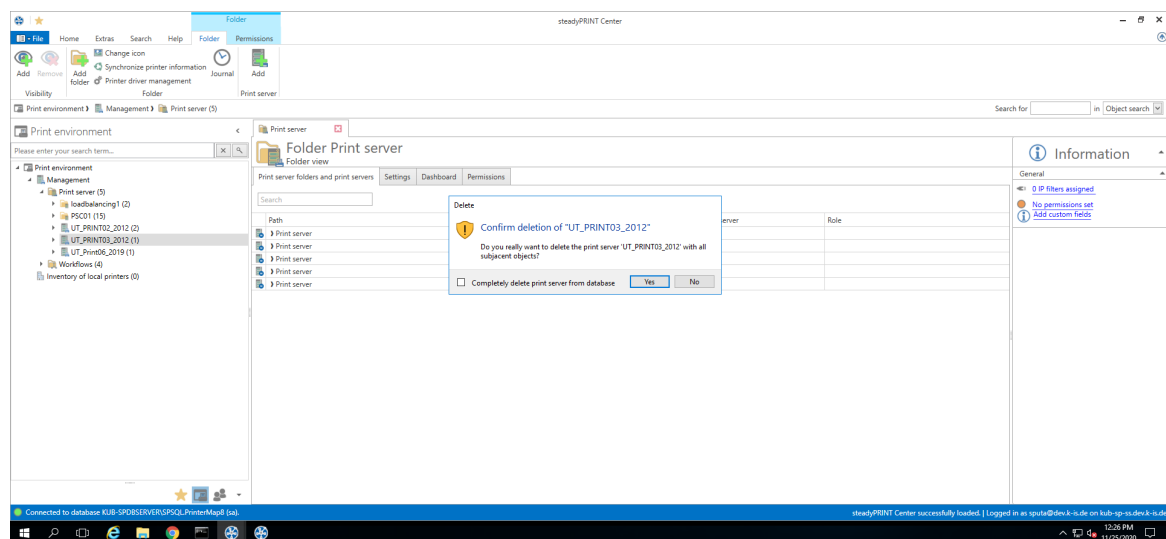 Folder
steadyPRINT Center
File Home Extras Search Help Folder Permissions
Add Remove Add folder Change icon Synchronize printer information Printer driver management Journal Add
Visibility Folder Print server
Print environment Management Print server (5)
Search for in Object search
Print environment
Please enter your search term...
Print environment
Management
Print server (5)
loadbalancing1 (2)
PSC01 (15)
UT_PRINT02_2012 (2)
UT_PRINT03_2012 (1)
UT_Print06_2019 (1)
Workflows (4)
Inventory of local printers (0)
Print server
Folder Print server
Folder view
Print server folders and print servers Settings Dashboard Permissions
Search
Path erver Role
Print server
Print server
Print server
Print server
Print server
Delete
Confirm deletion of "UT_PRINT03_2012"
Do you really want to delete the print server 'UT_PRINT03_2012' with all
subjacent objects?
Completely delete print server from database Yes No
Information
General
0 IP filters assigned
No permissions set
Add custom fields
Connected to database KUB-SPDBSERVER\SPSQL.PrinterMap8 (sa).
steadyPRINT Center successfully loaded. | Logged in as sputa@dev.k-is.de on kub-sp-ss.dev.k-is.de
12:26 PM
11/25/2020